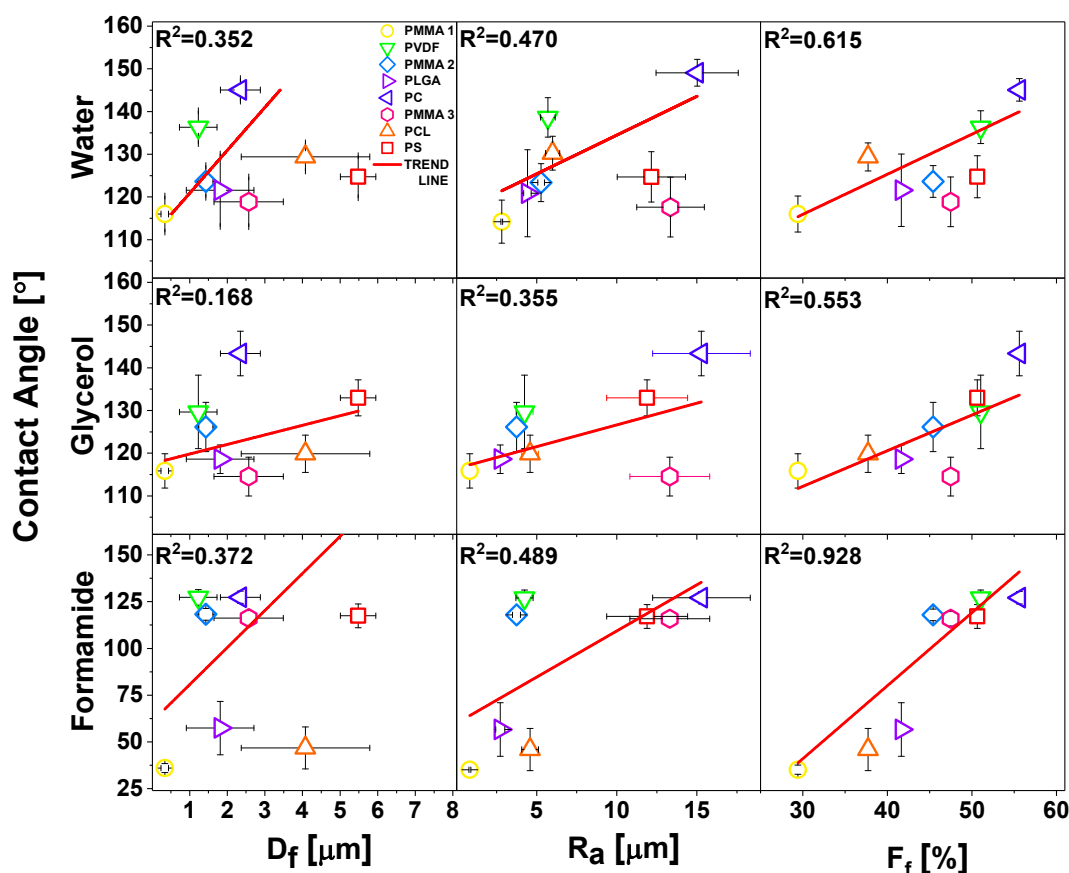 R²=0.352
R²=0.470
R²=0.615
PMMA 1
PVDF
PMMA 2
PLGA
PC
PMMA 3
PCL
PS
TREND
LINE
160
150
140
130
120
110
Water
R²=0.168
R²=0.355
R²=0.553
160
150
140
130
120
110
Glycerol
Contact Angle [°]
R²=0.372
R²=0.489
R²=0.928
150
125
100
75
50
25
Formamide
1 2 3 4 5 6 7 8
5 10 15
30 40 50 60
D_f [μm]
R_a [μm]
F_f [%]